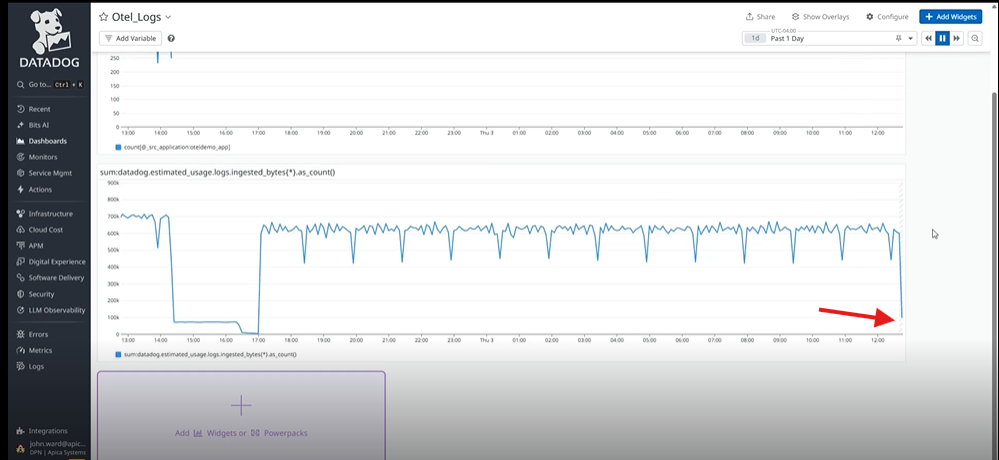 DATADOG
Go to... Ctrl + K
Recent
Bits AI
Dashboards
Monitors
Service Mgmt
Actions
Infrastructure
Cloud Cost
APM
Digital Experience
Software Delivery
Security
LLM Observability
Errors
Metrics
Logs
Integrations
john.ward@apic...
DPN | Apica Systems
Otel_Logs
Share
Show Overlays
Configure
+ Add Widgets
Add Variable
UTC-04:00
1d Past 1 Day
250
200
150
100
50
0
13:00 14:00 15:00 16:00 17:00 18:00 19:00 20:00 21:00 22:00 23:00 Thu 3 01:00 02:00 03:00 04:00 05:00 06:00 07:00 08:00 09:00 10:00 11:00 12:00
count[@_src_application:oteldemo_app]
sum:datadog.estimated_usage.logs.ingested_bytes{*}.as_count()
900k
800k
700k
600k
500k
400k
300k
200k
100k
0
13:00 14:00 15:00 16:00 17:00 18:00 19:00 20:00 21:00 22:00 23:00 Thu 3 01:00 02:00 03:00 04:00 05:00 06:00 07:00 08:00 09:00 10:00 11:00 12:00
sum:datadog.estimated_usage.logs.ingested_bytes{*}.as_count()
Add Widgets or Powerpacks